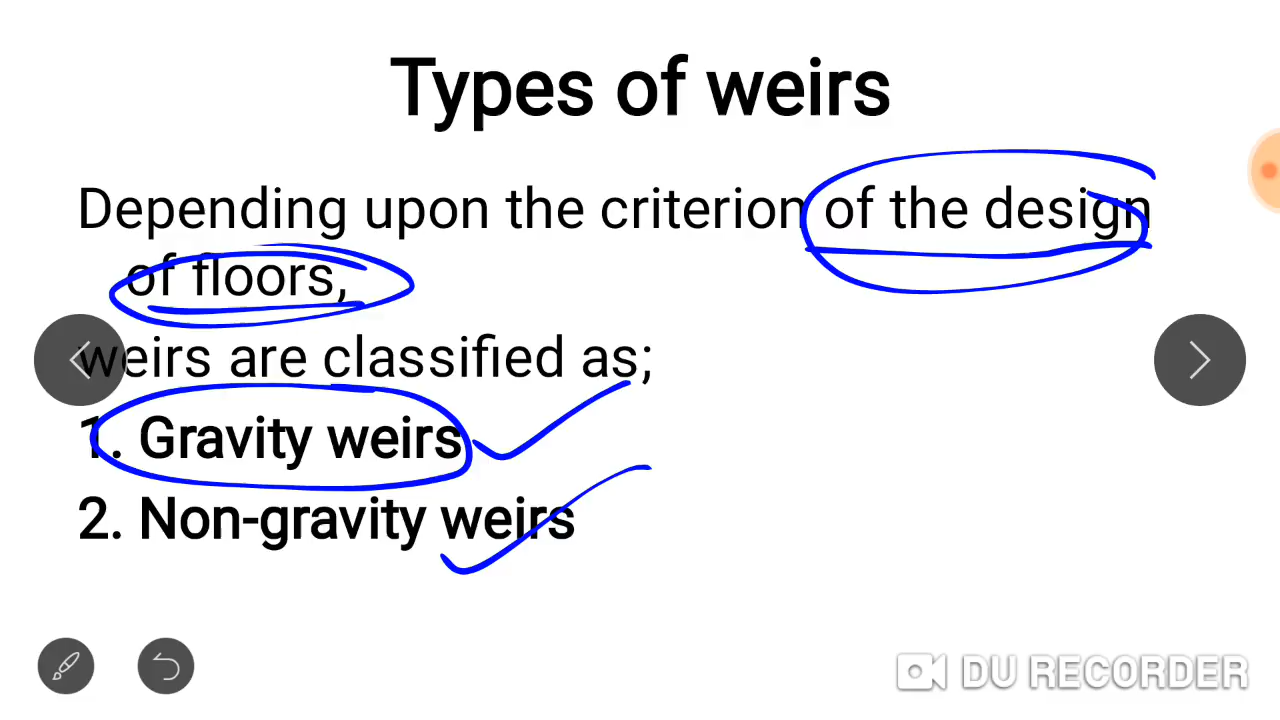 Types of weirs
Depending upon the criterion of the design
of floors,
weirs are classified as;
1. Gravity weirs
2. Non-gravity weirs
DU RECORDER